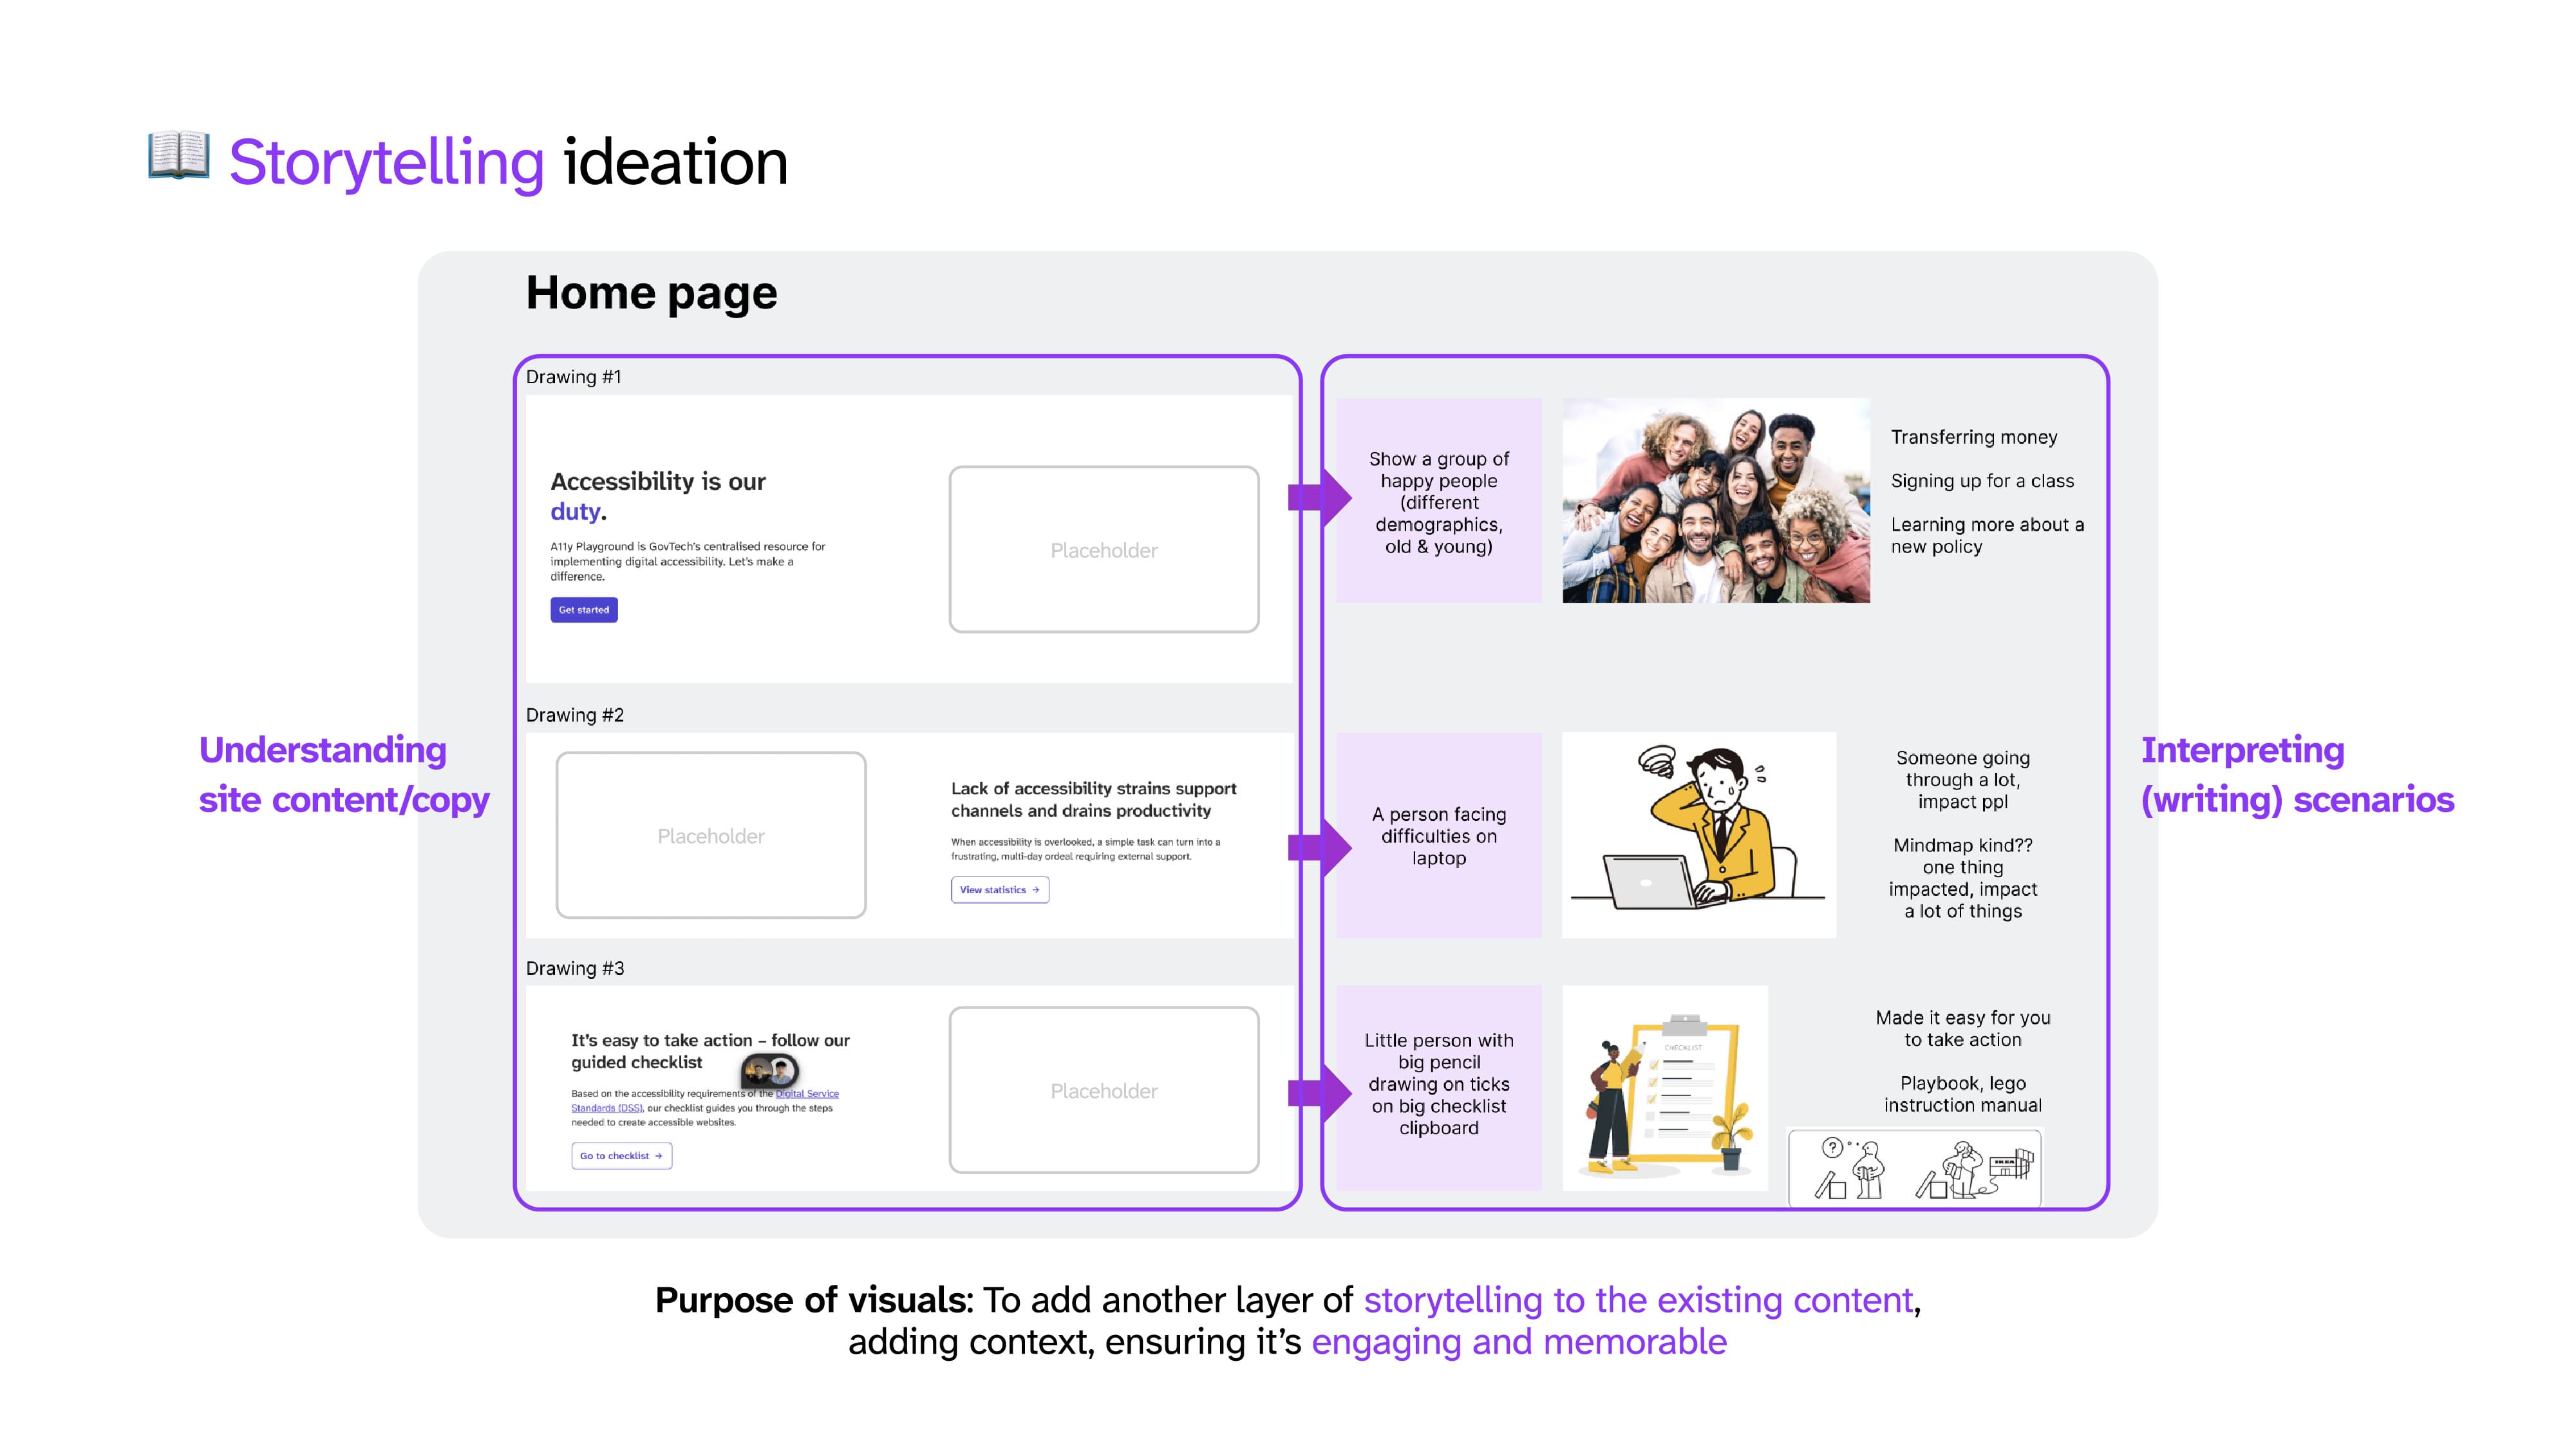 Storytelling ideation
Home page
Understanding
site content/copy
Drawing #1
Accessibility is our
duty.
A11y Playground is GovTech's centralised resource for
implementing digital accessibility. Let's make a
difference.
Get started
Placeholder
Show a group of
happy people
(different
demographics,
old & young)
Transferring money
Signing up for a class
Learning more about a
new policy
Drawing #2
Placeholder
Lack of accessibility strains support
channels and drains productivity
When accessibility is overlooked, a simple task can turn into a
frustrating, multi-day ordeal requiring external support.
View statistics →
A person facing
difficulties on
laptop
Someone going
through a lot,
impact ppl
Mindmap kind??
one thing
impacted, impact
a lot of things
Drawing #3
It's easy to take action – follow our
guided checklist
Based on the accessibility requirements of the Digital Service
Standards (DSS), our checklist guides you through the steps
needed to create accessible websites.
Go to checklist →
Placeholder
Little person with
big pencil
drawing on ticks
on big checklist
clipboard
CHECKLIST
Made it easy for you
to take action
Playbook, lego
instruction manual
?
IKEA
Interpreting
(writing) scenarios
Purpose of visuals: To add another layer of storytelling to the existing content,
adding context, ensuring it's engaging and memorable